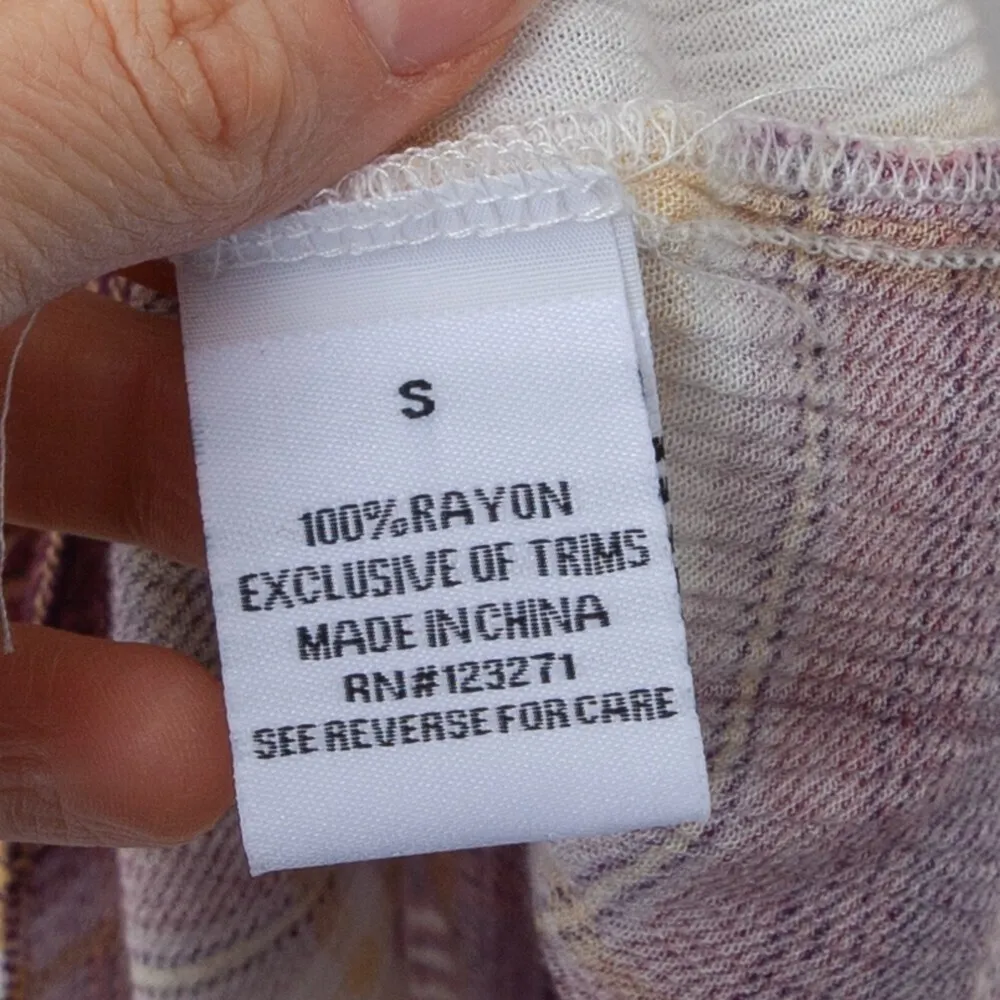 S
100%RAYON
EXCLUSIVE OF TRIMS
MADE IN CHINA
RN#123271
SEE REVERSE FOR CARE